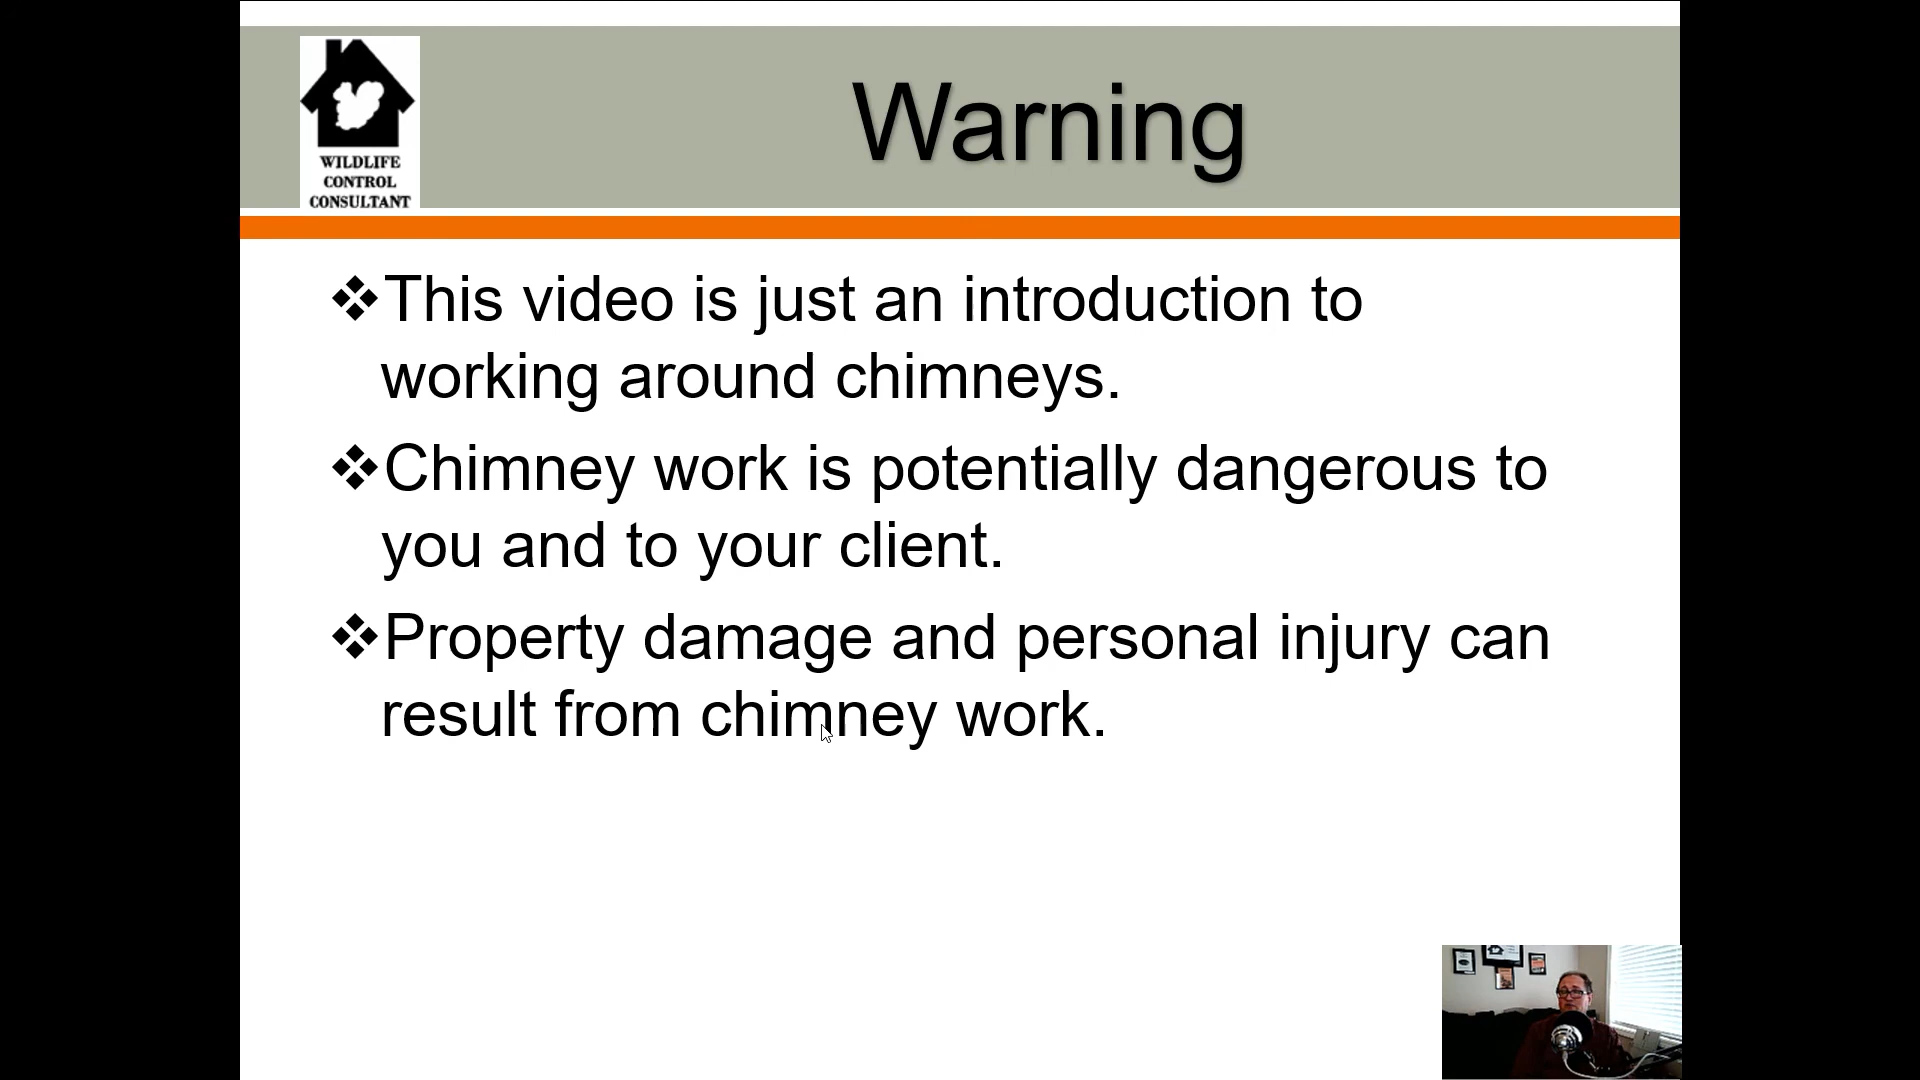 WILDLIFE
CONTROL
CONSULTANT
Warning
❖This video is just an introduction to
working around chimneys.
❖Chimney work is potentially dangerous to
you and to your client.
❖Property damage and personal injury can
result from chimney work.